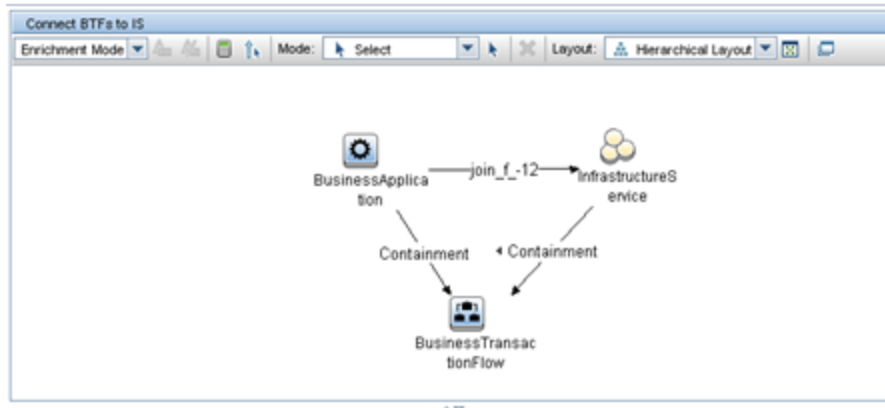 Connect BTFs to IS
Enrichment Mode Mode: Select Layout: Hierarchical Layout
BusinessApplica
tion
join_f_-12
InfrastructureS
ervice
Containment
Containment
BusinessTransac
tionFlow